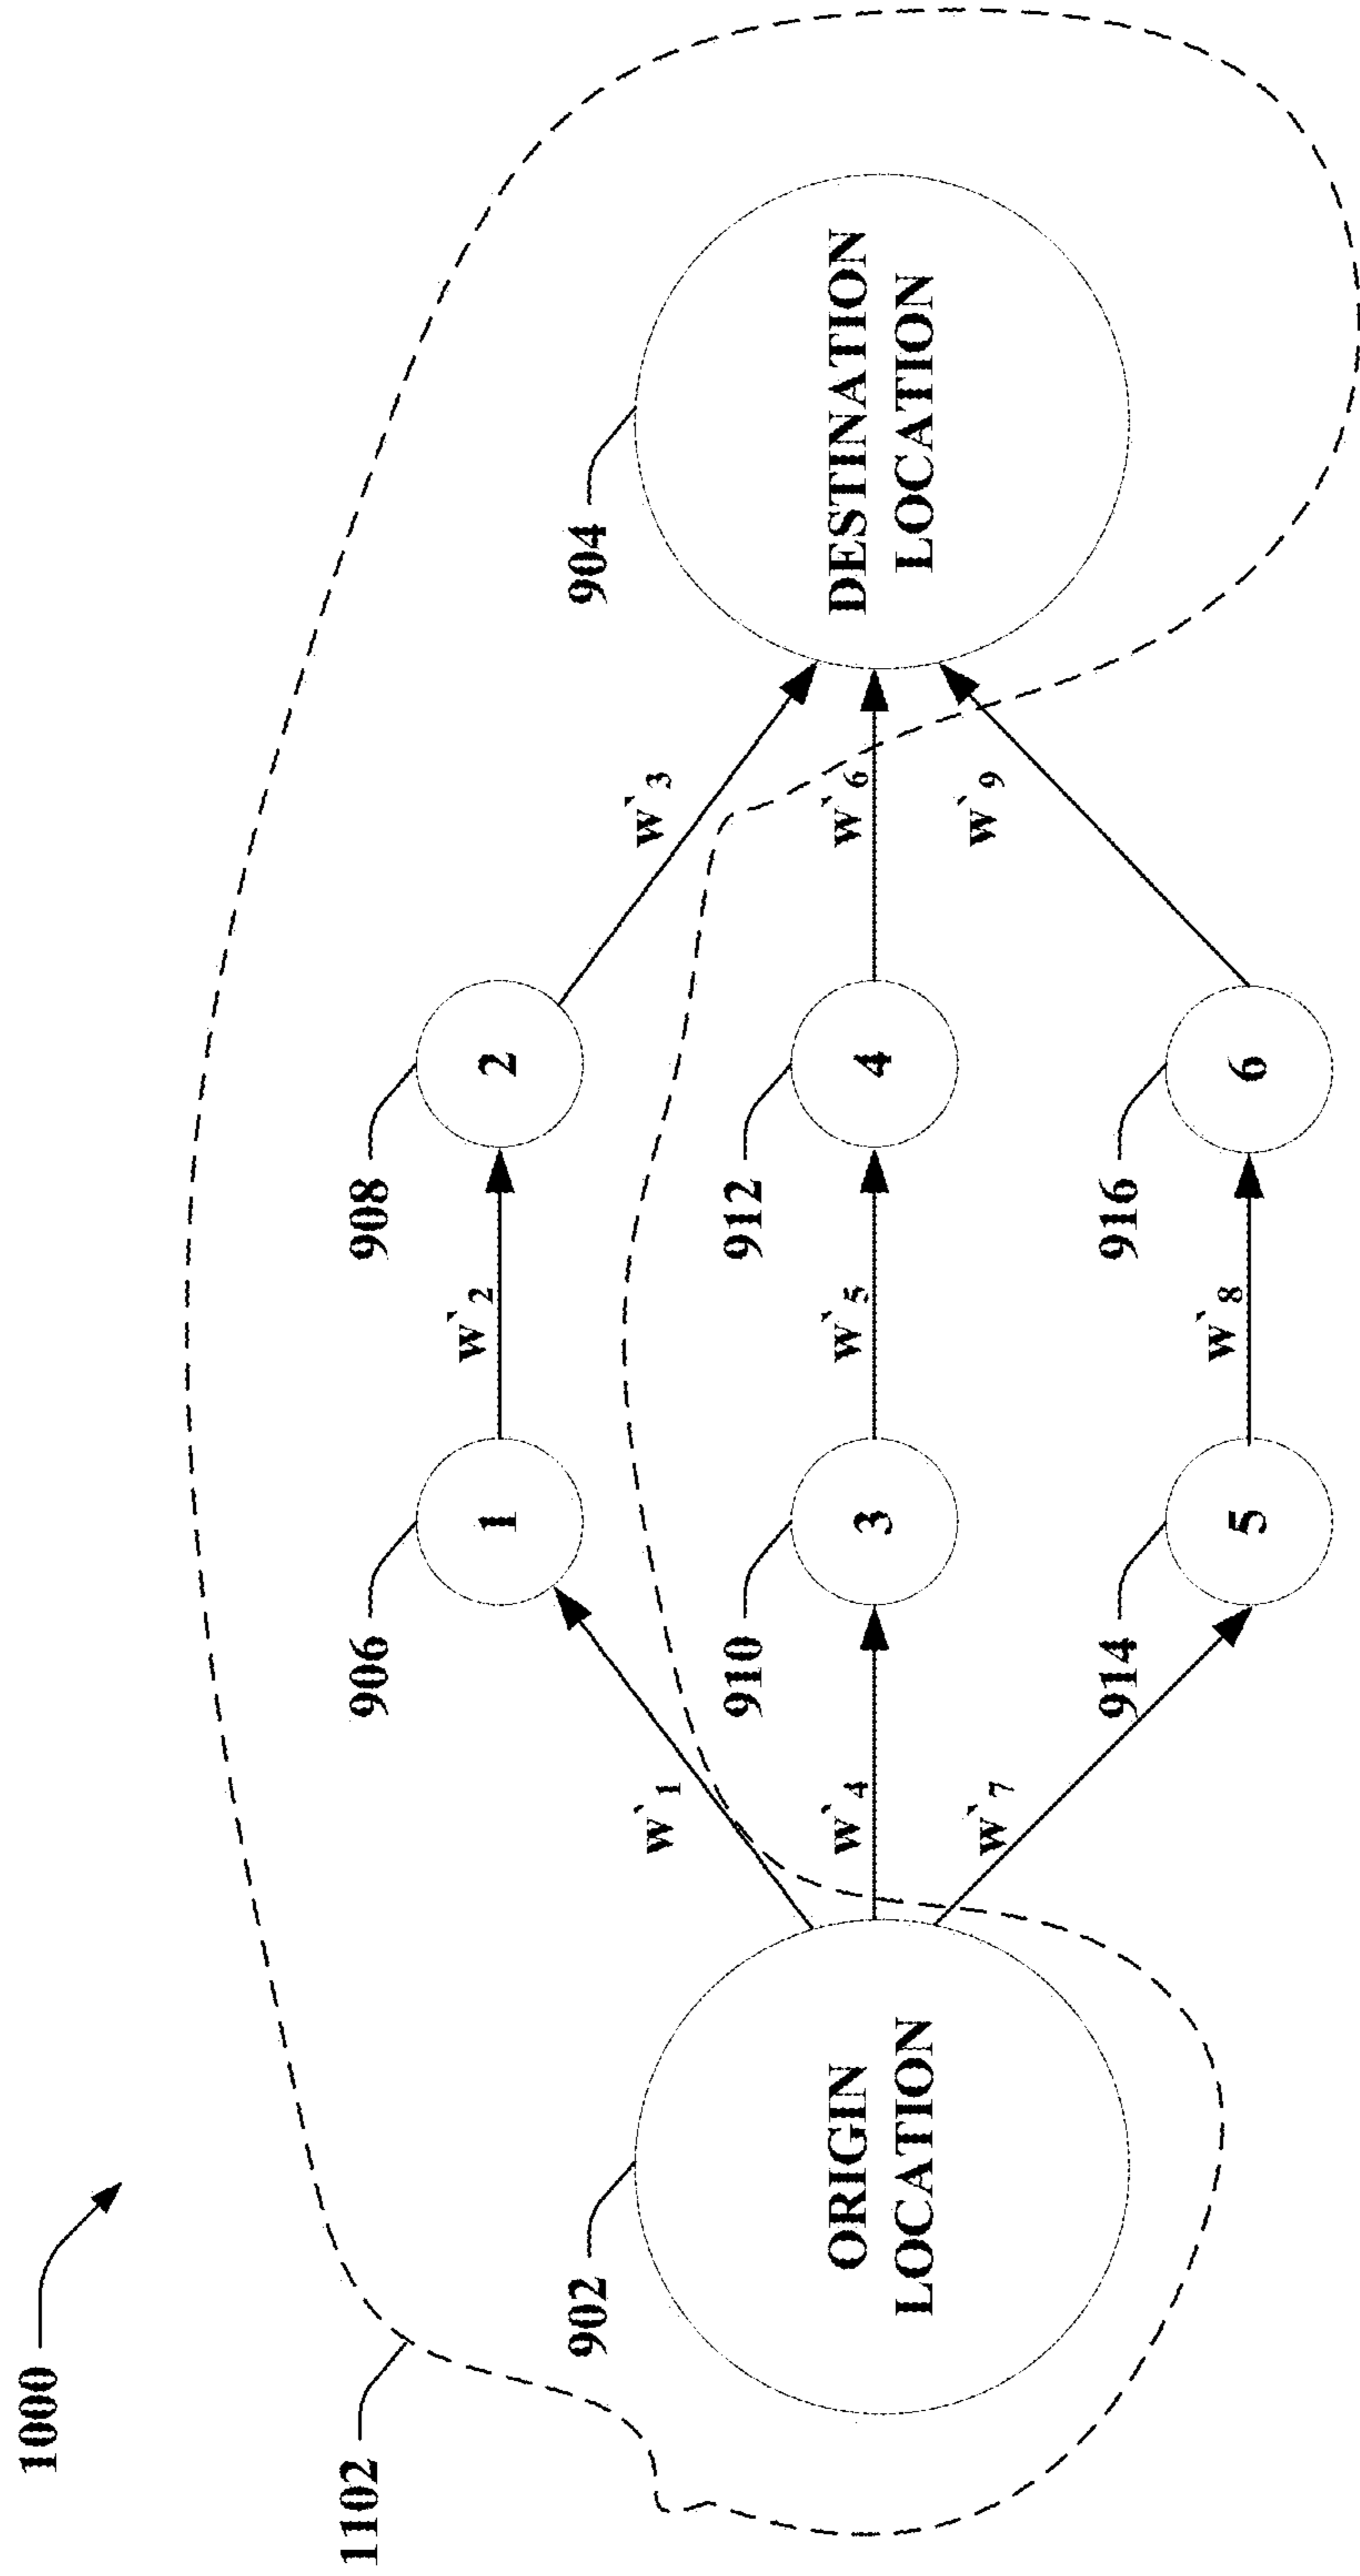 1000
1102
902
ORIGIN
LOCATION
w`1
w`4
w`7
906
1
910
3
914
5
w`2
w`5
w`8
908
2
912
4
916
6
w`3
w`6
w`9
904
DESTINATION
LOCATION